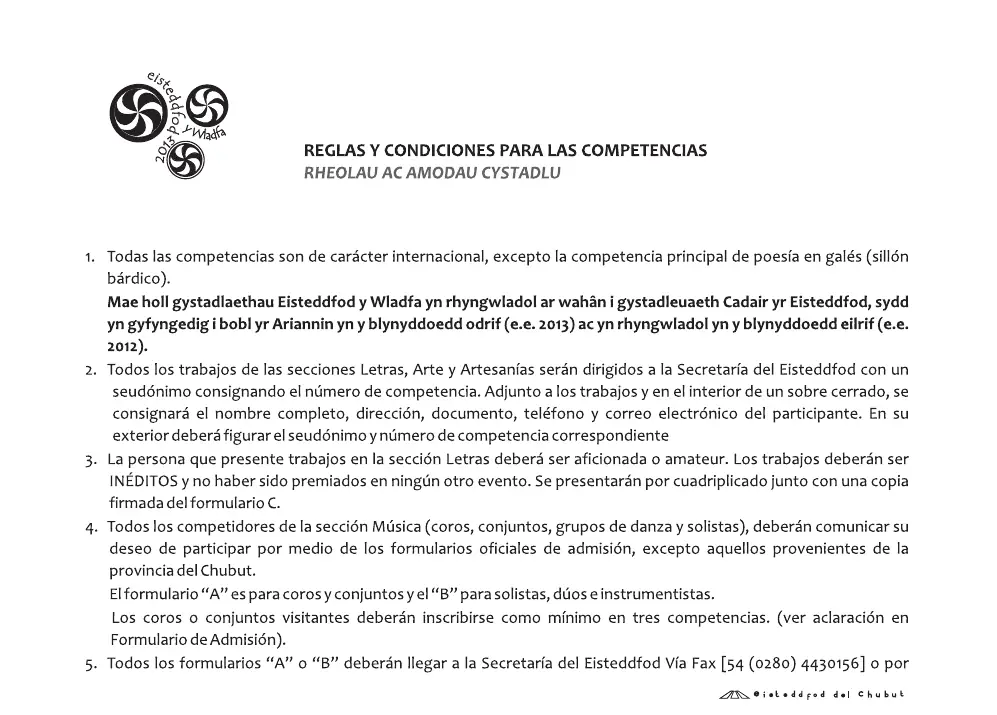 eisteddfod
y Wladfa
2013
REGLAS Y CONDICIONES PARA LAS COMPETENCIAS
RHEOLAU AC AMODAU CYSTADLU
1. Todas las competencias son de carácter internacional, excepto la competencia principal de poesía en galés (sillón
bárdico).
Mae holl gystadlaethau Eisteddfod y Wladfa yn rhyngwladol ar wahân i gystadleuaeth Cadair yr Eisteddfod, sydd
yn gyfyngedig i bobl yr Ariannin yn y blynyddoedd odrif (e.e. 2013) ac yn rhyngwladol yn y blynyddoedd eilrif (e.e.
2012).
2. Todos los trabajos de las secciones Letras, Arte y Artesanías serán dirigidos a la Secretaría del Eisteddfod con un
seudónimo consignando el número de competencia. Adjunto a los trabajos y en el interior de un sobre cerrado, se
consignará el nombre completo, dirección, documento, teléfono y correo electrónico del participante. En su
exterior deberá figurar el seudónimo y número de competencia correspondiente
3. La persona que presente trabajos en la sección Letras deberá ser aficionada o amateur. Los trabajos deberán ser
INÉDITOS y no haber sido premiados en ningún otro evento. Se presentarán por cuadriplicado junto con una copia
firmada del formulario C.
4. Todos los competidores de la sección Música (coros, conjuntos, grupos de danza y solistas), deberán comunicar su
deseo de participar por medio de los formularios oficiales de admisión, excepto aquellos provenientes de la
provincia del Chubut.
El formulario “A” es para coros y conjuntos y el “B” para solistas, dúos e instrumentistas.
Los coros o conjuntos visitantes deberán inscribirse como mínimo en tres competencias. (ver aclaración en
Formulario de Admisión).
5. Todos los formularios “A” o “B” deberán llegar a la Secretaría del Eisteddfod Vía Fax [54 (0280) 4430156] o por
eisteddfod del Chubut